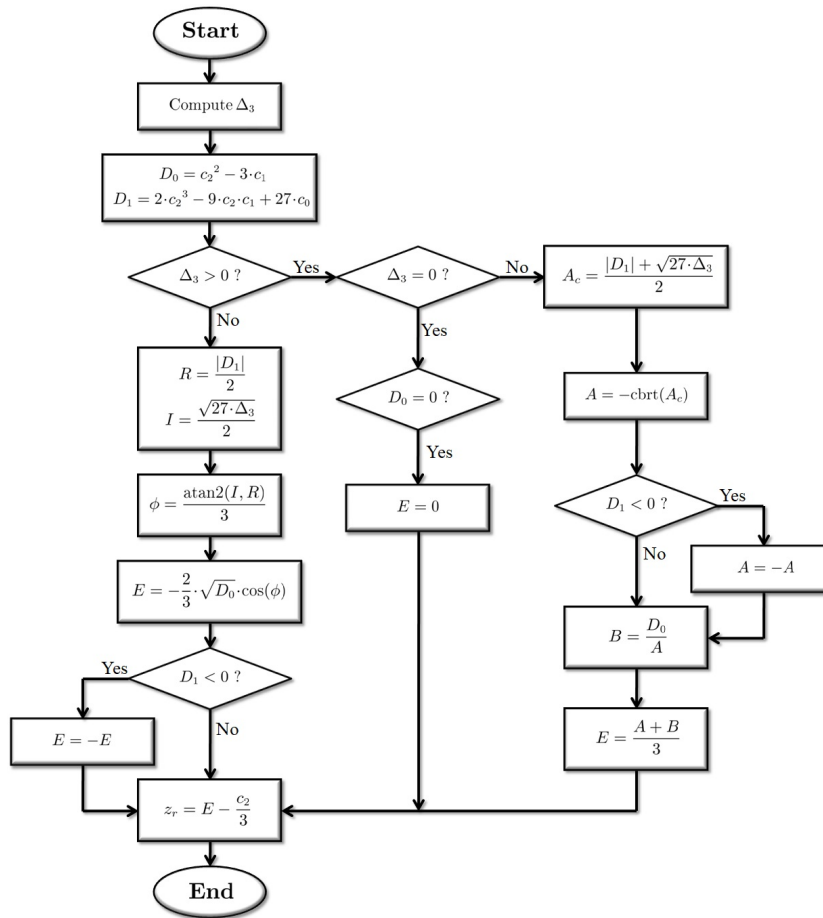 Start
Compute Δ₃
D₀ = c₂² − 3·c₁
D₁ = 2·c₂³ − 9·c₂·c₁ + 27·c₀
Δ₃ > 0 ?
Yes
Δ₃ = 0 ?
No
A_c = (|D₁| + √(27·Δ₃))/2
No
Yes
R = |D₁|/2
I = √(27·Δ₃)/2
D₀ = 0 ?
A = −cbrt(A_c)
Yes
φ = atan2(I, R)/3
E = 0
D₁ < 0 ?
Yes
No
E = −(2/3)·√D₀·cos(φ)
A = −A
B = D₀/A
D₁ < 0 ?
Yes
No
E = −E
E = (A + B)/3
z_r = E − c₂/3
End